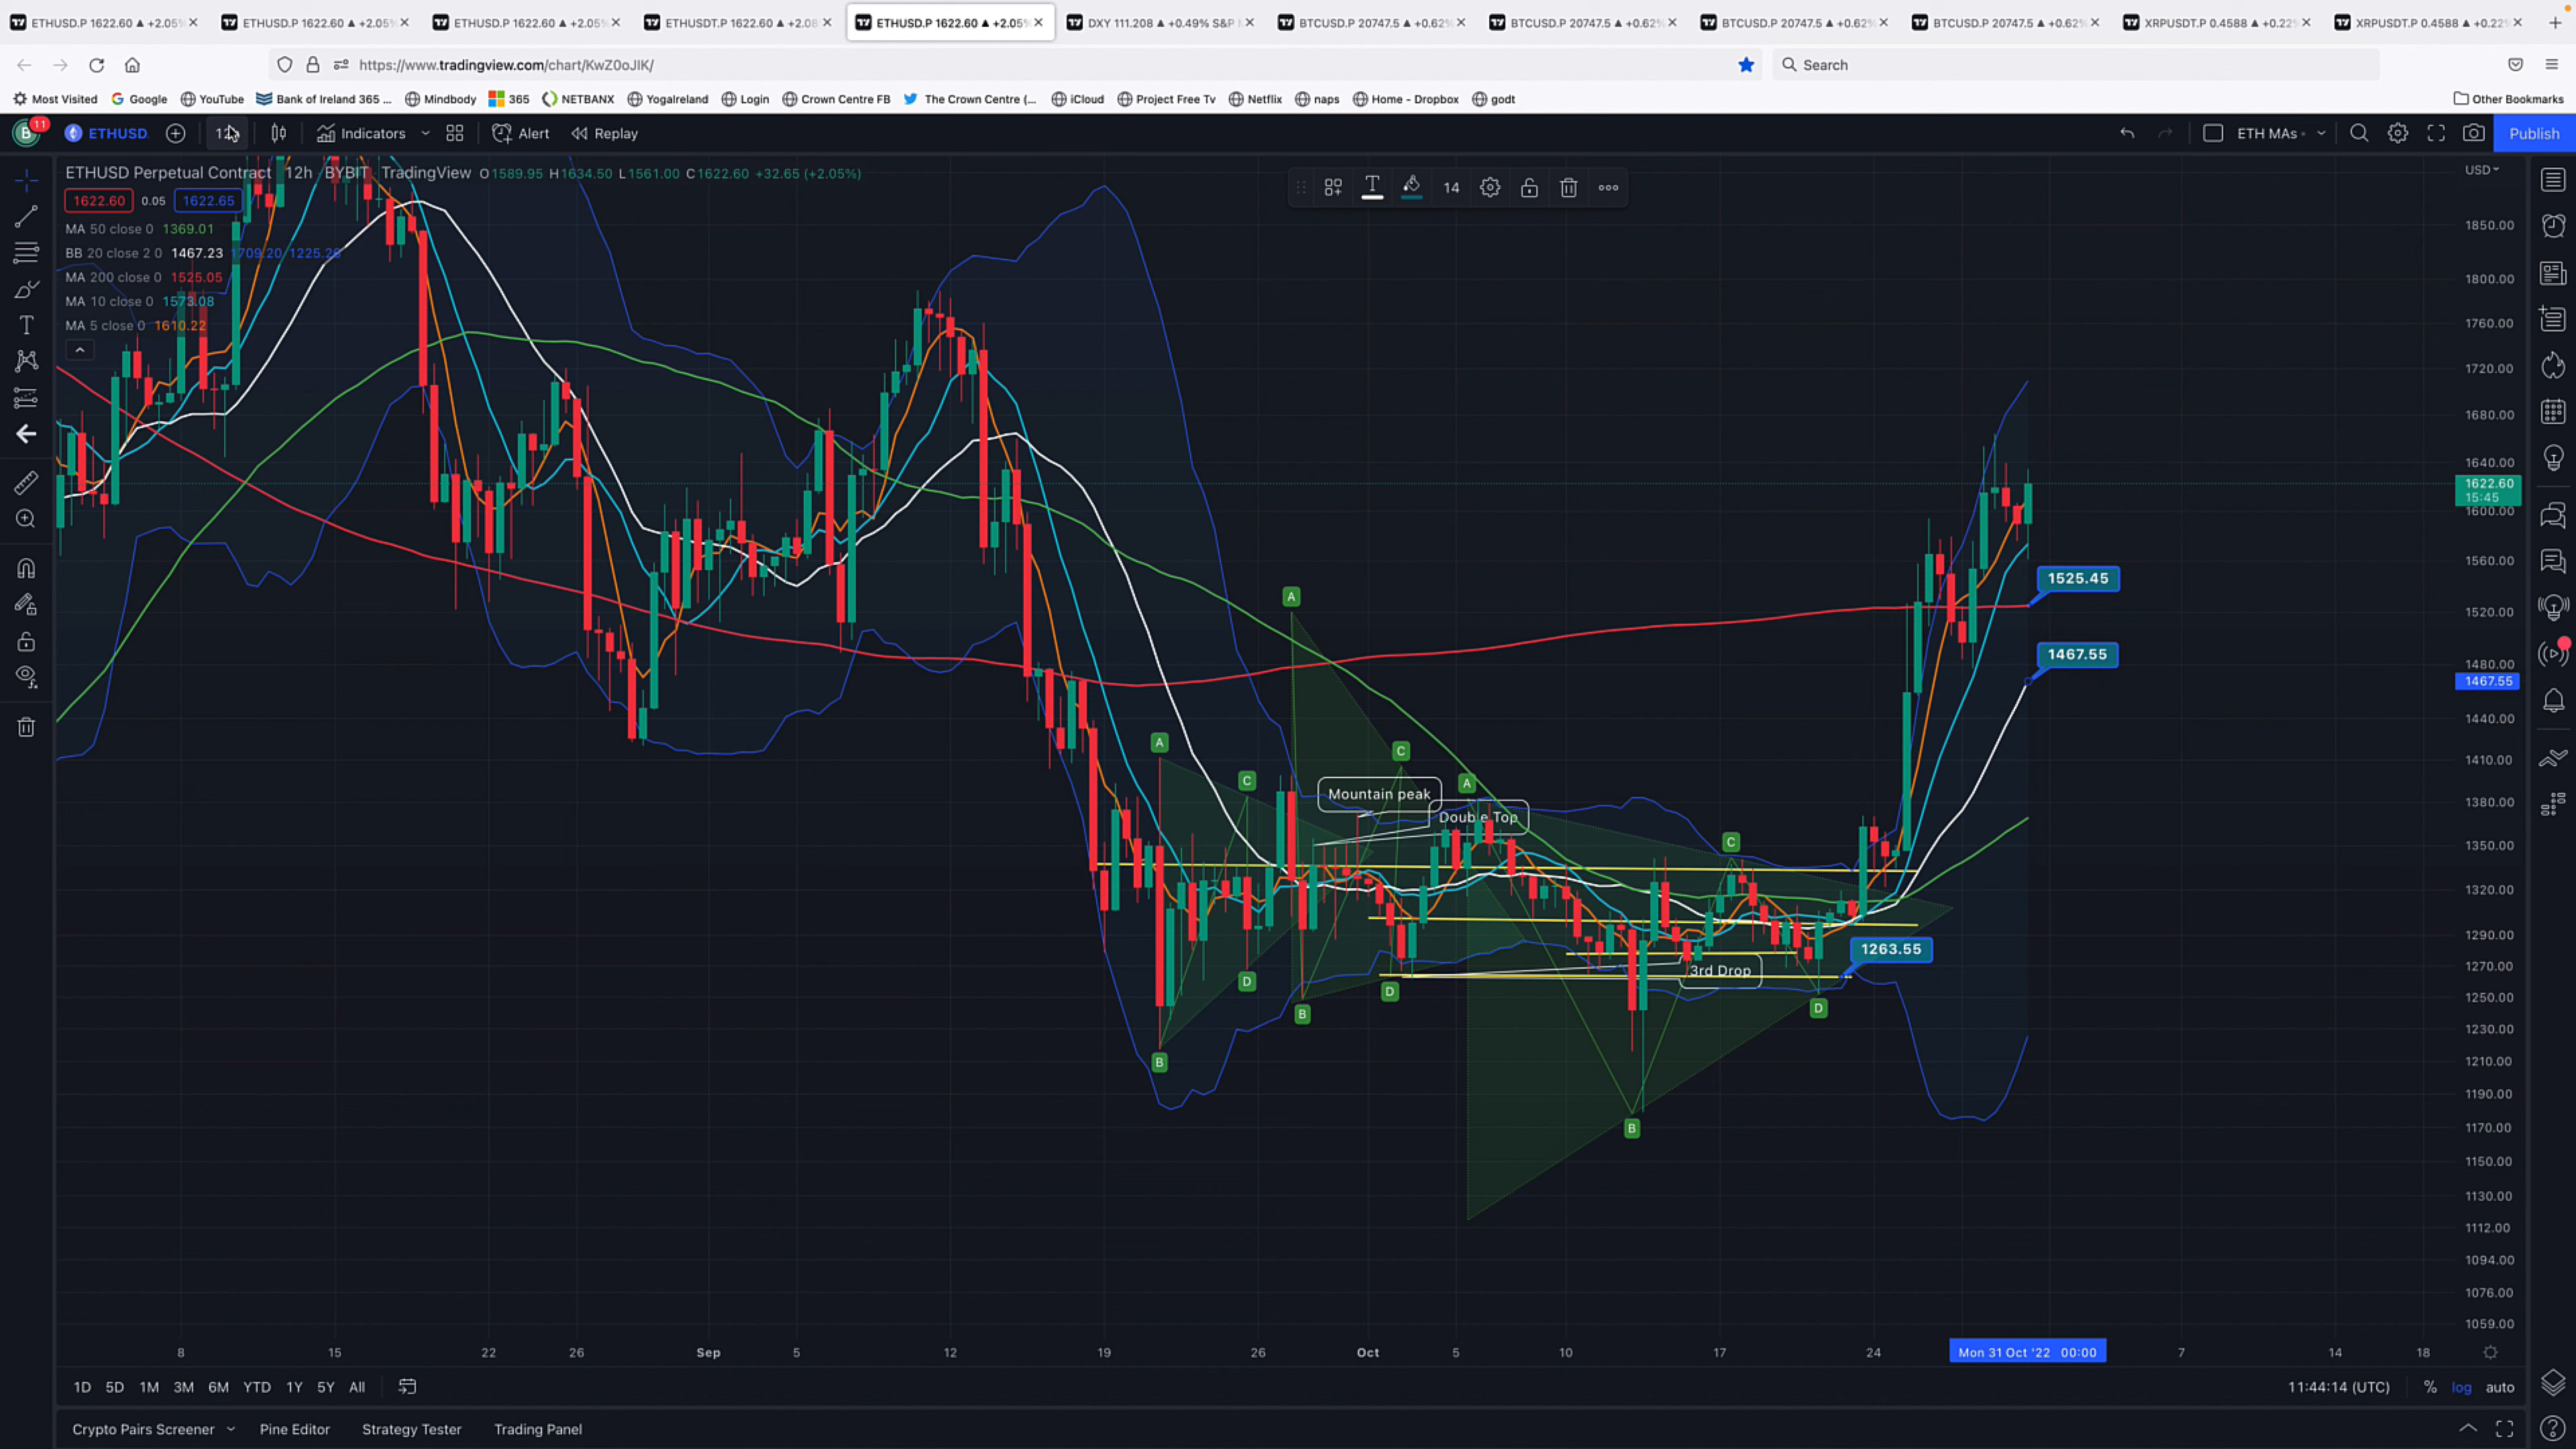 ETHUSD.P 1622.60 ▲ +2.05%
ETHUSD.P 1622.60 ▲ +2.05%
ETHUSD.P 1622.60 ▲ +2.05%
ETHUSDT.P 1622.60 ▲ +2.08
ETHUSD.P 1622.60 ▲ +2.05%
DXY 111.208 ▲ +0.49% S&P
BTCUSD.P 20747.5 ▲ +0.62%
BTCUSD.P 20747.5 ▲ +0.62%
BTCUSD.P 20747.5 ▲ +0.62%
BTCUSD.P 20747.5 ▲ +0.62%
XRPUSDT.P 0.4588 ▲ +0.22
XRPUSDT.P 0.4588 ▲ +0.22
https://www.tradingview.com/chart/KwZ0oJIK/
Search
Most Visited Google YouTube Bank of Ireland 365 ... Mindbody 365 NETBANX YogaIreland Login Crown Centre FB The Crown Centre (... iCloud Project Free Tv Netflix naps Home - Dropbox godt Other Bookmarks
B 11 ETHUSD Indicators Alert Replay ETH MAs Publish
ETHUSD Perpetual Contract · 12h · BYBIT · TradingView O1589.95 H1634.50 L1561.00 C1622.60 +32.65 (+2.05%)
1622.60 0.05 1622.65
MA 50 close 0 1369.01
BB 20 close 2 0 1467.23 1709.20 1225.26
MA 200 close 0 1525.05
MA 10 close 0 1573.08
MA 5 close 0 1610.22
14
USD
1850.00
1800.00
1760.00
1720.00
1680.00
1640.00
1622.60
15:45
1600.00
1560.00
1520.00
1480.00
1467.55
1440.00
1410.00
1380.00
1350.00
1320.00
1290.00
1270.00
1250.00
1230.00
1210.00
1190.00
1170.00
1150.00
1130.00
1112.00
1094.00
1076.00
1059.00
1525.45
1467.55
1263.55
A
A
C
C
A
Mountain peak
Double Top
C
3rd Drop
D
D
B
D
B
B
8 15 22 26 Sep 5 12 19 26 Oct 5 10 17 24 Mon 31 Oct '22 00:00 7 14 18
1D 5D 1M 3M 6M YTD 1Y 5Y All 11:44:14 (UTC) % log auto
Crypto Pairs Screener Pine Editor Strategy Tester Trading Panel